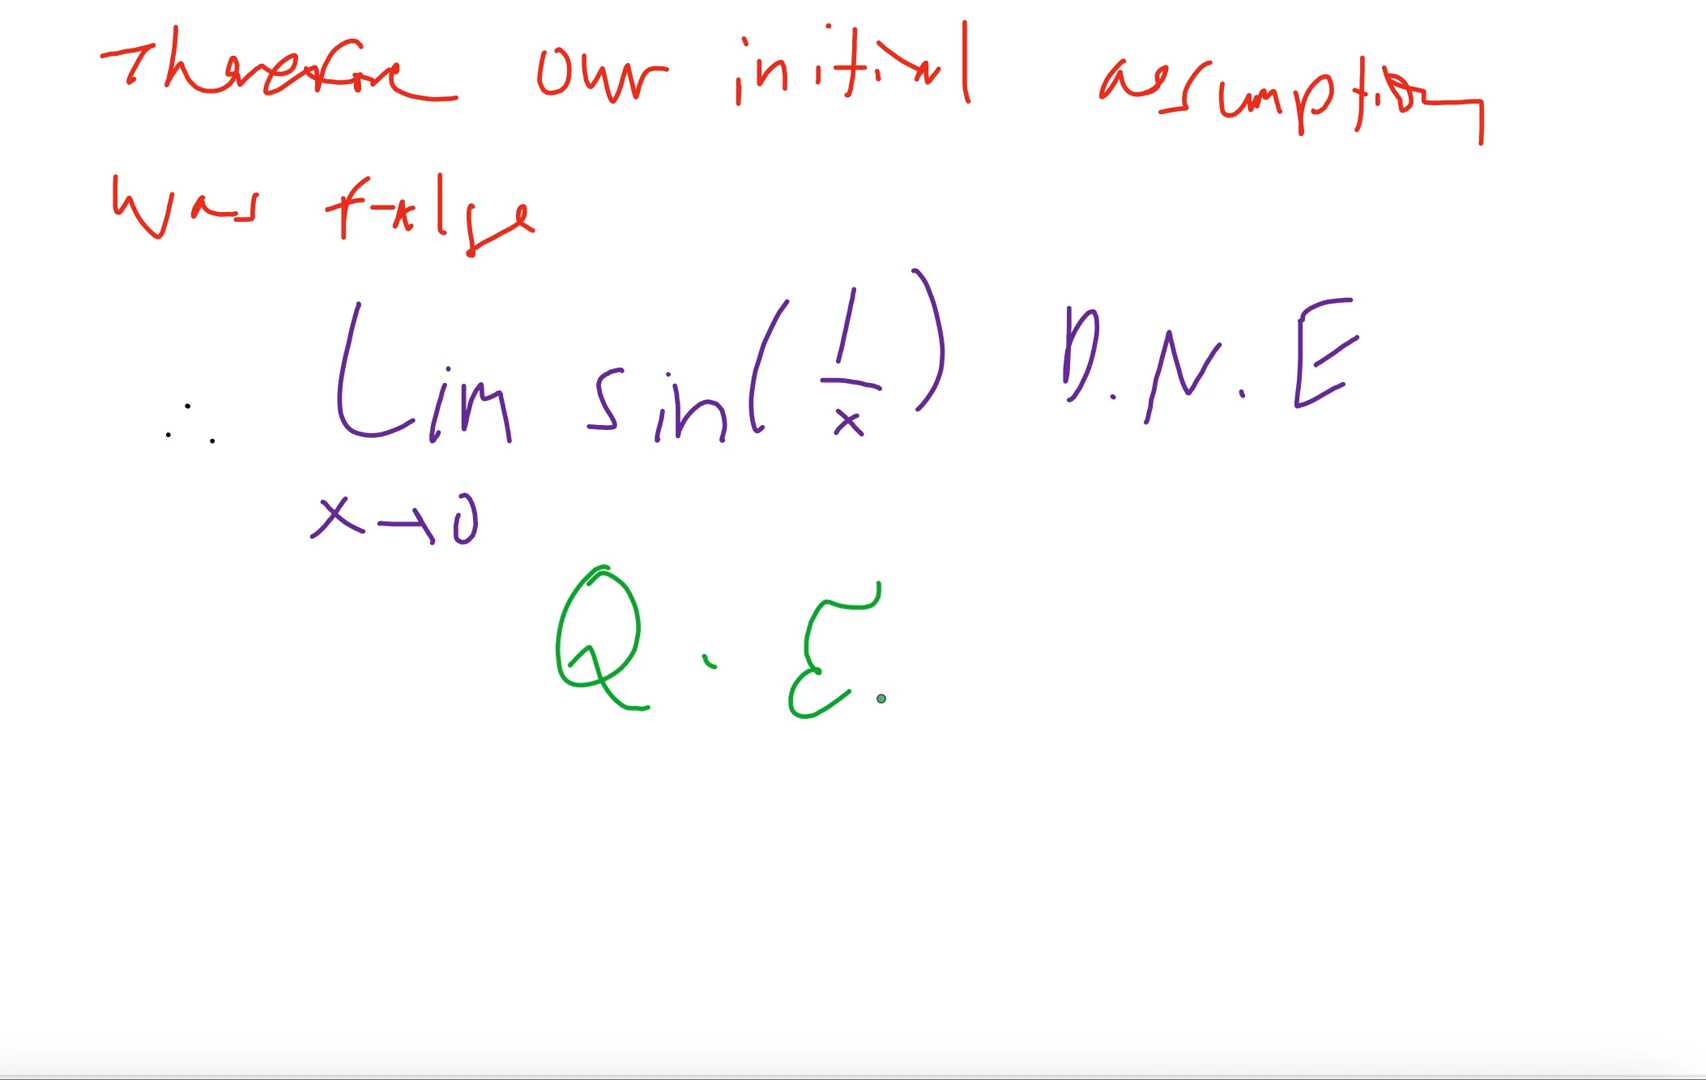 Therefore our initial assumption
was false
∴ Lim sin(1/x) D.N.E
x→0
Q.E.